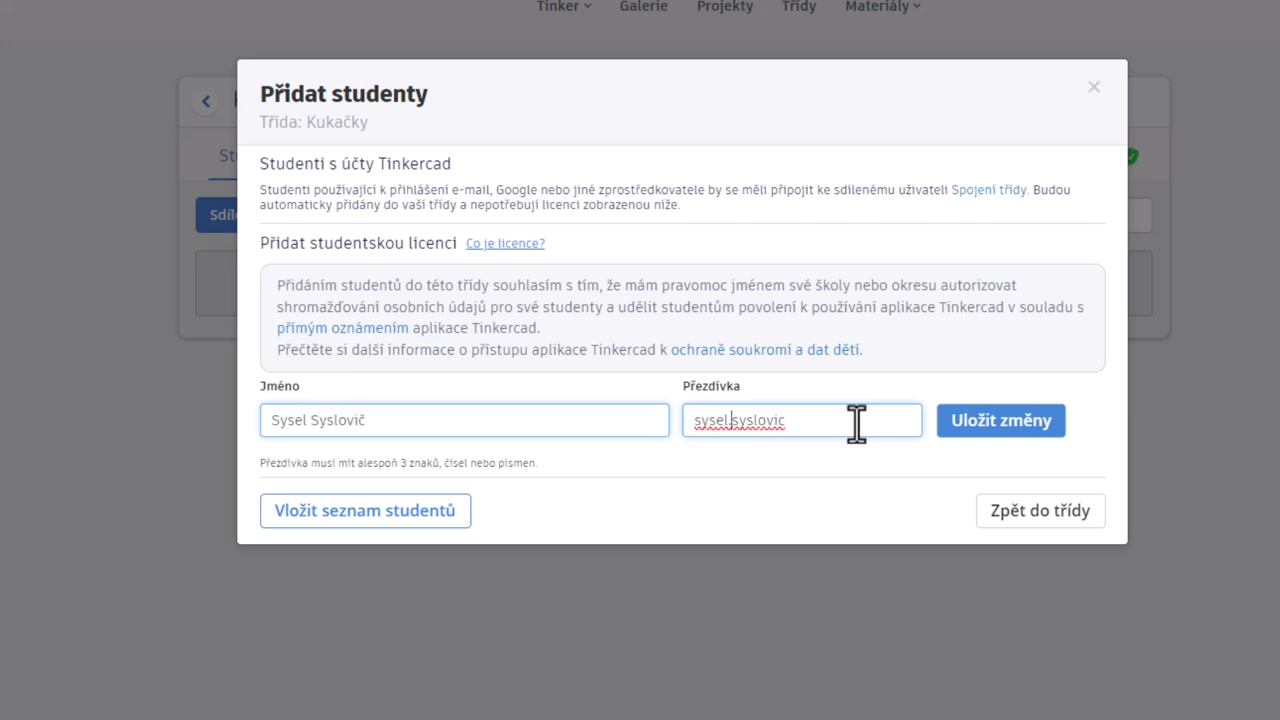 Tinker Galerie Projekty Třídy Materiály
Přidat studenty
Třída: Kukačky
Studenti s účty Tinkercad
Studenti používající k přihlášení e-mail, Google nebo jiné zprostředkovatele by se měli připojit ke sdílenému uživateli Spojení třídy. Budou
automaticky přidány do vaší třídy a nepotřebují licenci zobrazenou níže.
Přidat studentskou licenci Co je licence?
Přidáním studentů do této třídy souhlasím s tím, že mám pravomoc jménem své školy nebo okresu autorizovat
shromažďování osobních údajů pro své studenty a udělit studentům povolení k používání aplikace Tinkercad v souladu s
přímým oznámením aplikace Tinkercad.
Přečtěte si další informace o přístupu aplikace Tinkercad k ochraně soukromí a dat dětí.
Jméno Přezdívka
Sysel Syslovič sysel.syslovic Uložit změny
Přezdívka musí mít alespoň 3 znaků, čísel nebo písmen.
Vložit seznam studentů Zpět do třídy